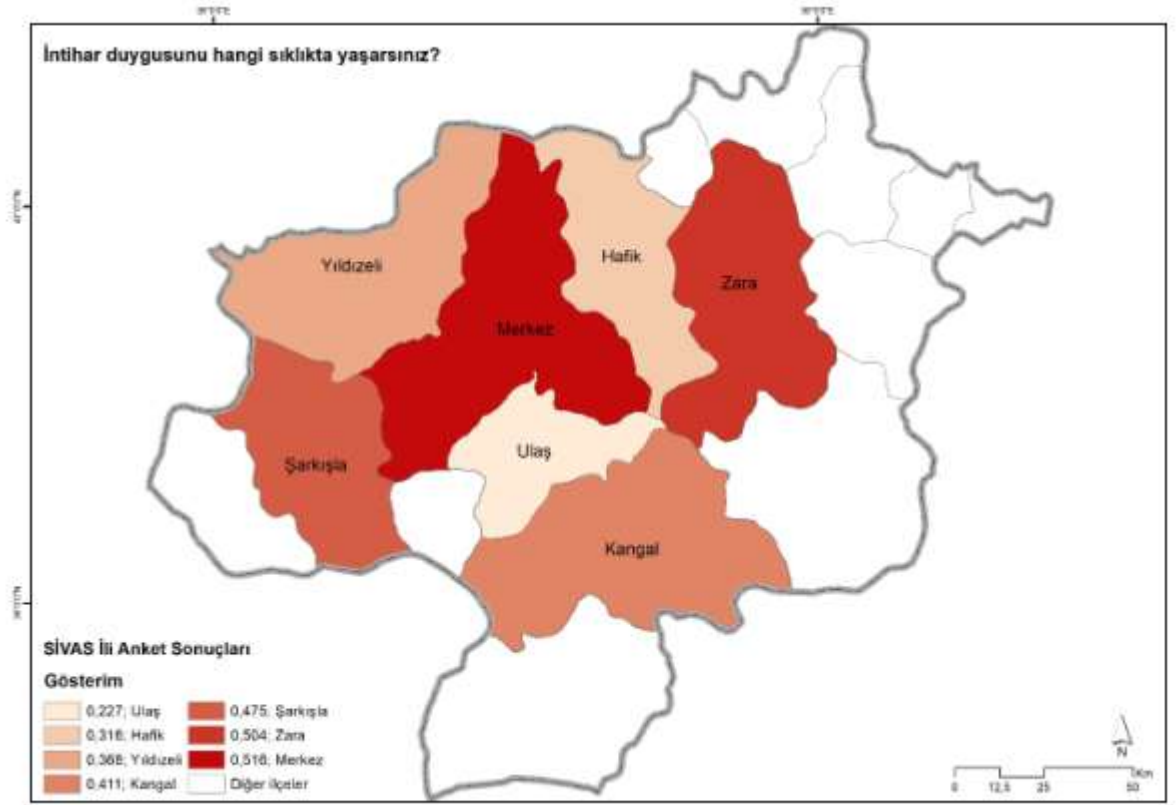 İntihar duygusunu hangi sıklıkta yaşarsınız?
Yıldızeli
Hafik
Zara
Merkez
Ulaş
Şarkışla
Kangal
SİVAS İli Anket Sonuçları
Gösterim
0,227; Ulaş
0,316; Hafik
0,368; Yıldızeli
0,411; Kangal
0,475; Şarkışla
0,504; Zara
0,516; Merkez
Diğer ilçeler
N
Km
0 12,5 25 50